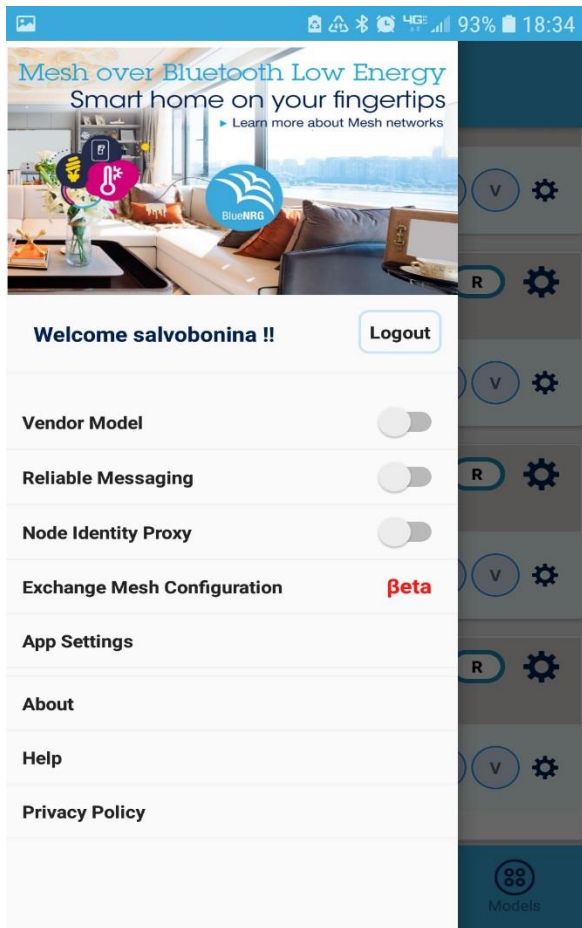 4GE 93% 18:34
Mesh over Bluetooth Low Energy
Smart home on your fingertips
Learn more about Mesh networks
BlueNRG
Welcome salvobonina !!
Logout
Vendor Model
Reliable Messaging
Node Identity Proxy
Exchange Mesh Configuration
βeta
App Settings
About
Help
Privacy Policy
V
R
V
R
V
R
V
Models